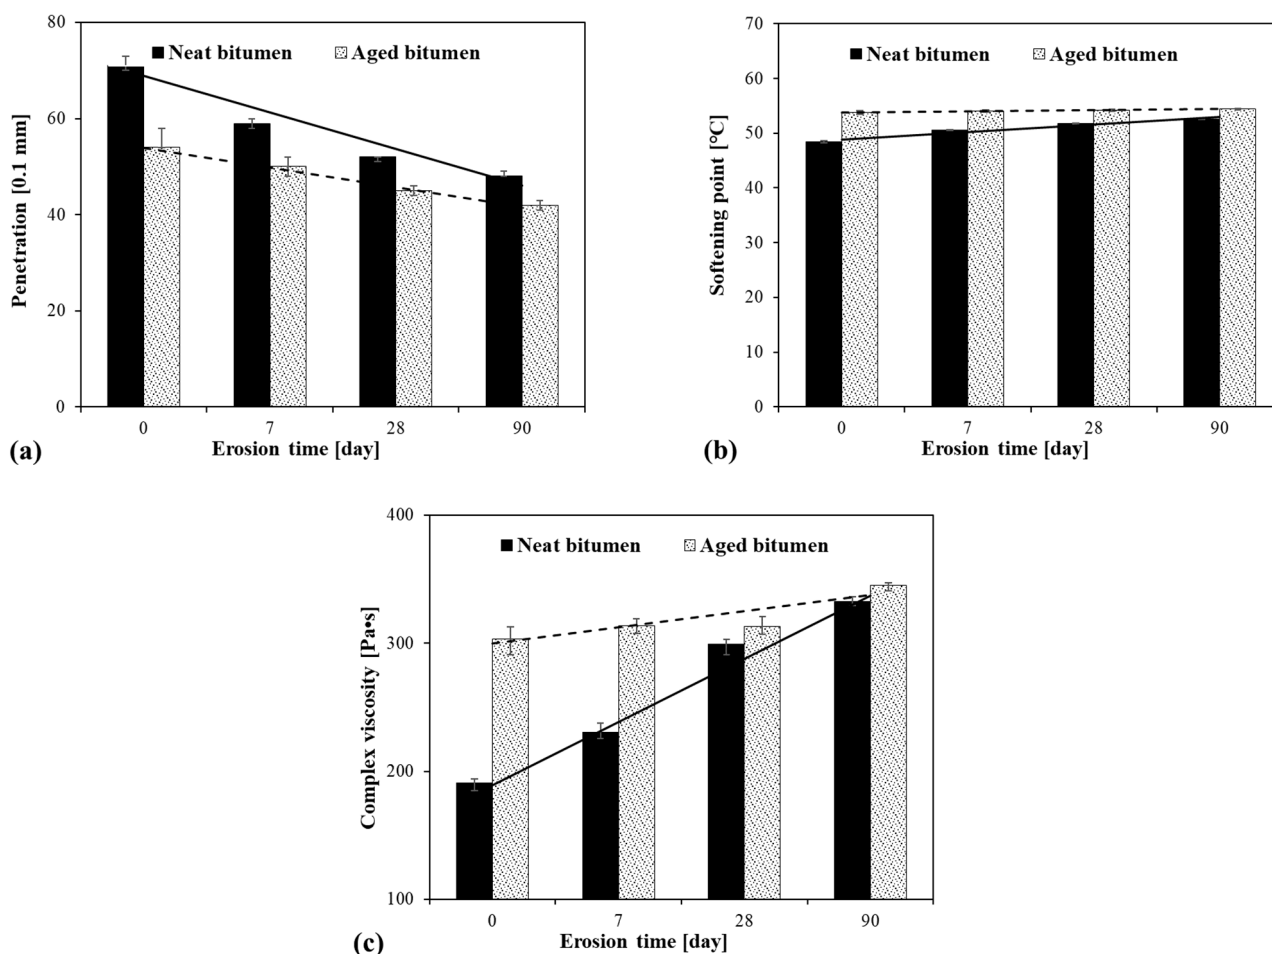 Neat bitumen Aged bitumen
Penetration [0.1 mm]
80
60
40
20
0
0 7 28 90
Erosion time [day]
(a)
Neat bitumen Aged bitumen
Softening point [°C]
70
60
50
40
30
20
10
0
0 7 28 90
Erosion time [day]
(b)
Neat bitumen Aged bitumen
Complex viscosity [Pa•s]
400
300
200
100
0 7 28 90
Erosion time [day]
(c)